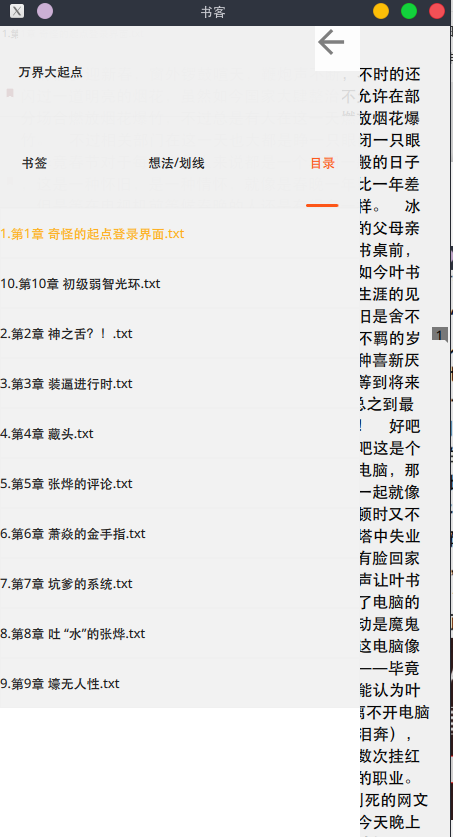 书客
万界大起点
书签 想法/划线 目录
1.第1章 奇怪的起点登录界面.txt
10.第10章 初级弱智光环.txt
2.第2章 神之舌？！.txt
3.第3章 装逼进行时.txt
4.第4章 藏头.txt
5.第5章 张烨的评论.txt
6.第6章 萧焱的金手指.txt
7.第7章 坑爹的系统.txt
8.第8章 吐 “水”的张烨.txt
9.第9章 壕无人性.txt
，不时的还
允许在部
放烟花爆
闭一只眼
般的日子
比一年差
样。 冰
的父母亲
书桌前，
如今叶书
生涯的见
旧是舍不
不羁的岁
种喜新厌
等到将来
总之到最
！ 好吧
吧这是个
电脑，那
一起就像
顿时又不
塔中失业
有脸回家
声让叶书
了电脑的
动是魔鬼
这电脑像
——毕竟
能认为叶
离不开电脑
泪奔），
数次挂红
的职业。
死的网文
今天晚上
1